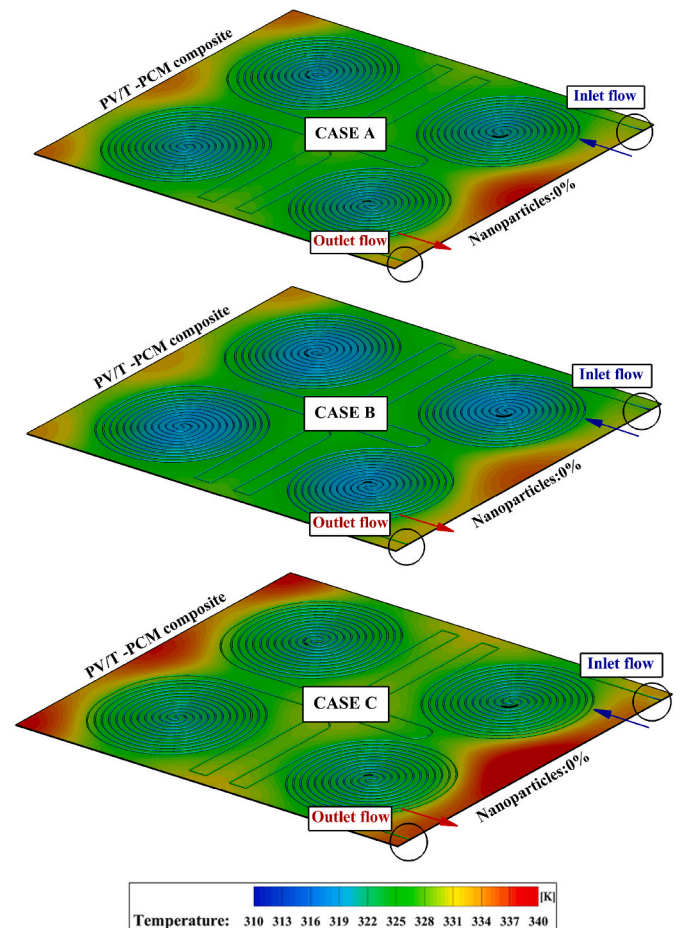 PV/T -PCM composite
Inlet flow
CASE A
Nanoparticles:0%
Outlet flow
PV/T -PCM composite
Inlet flow
CASE B
Nanoparticles:0%
Outlet flow
PV/T -PCM composite
Inlet flow
CASE C
Nanoparticles:0%
Outlet flow
[K]
Temperature: 310 313 316 319 322 325 328 331 334 337 340